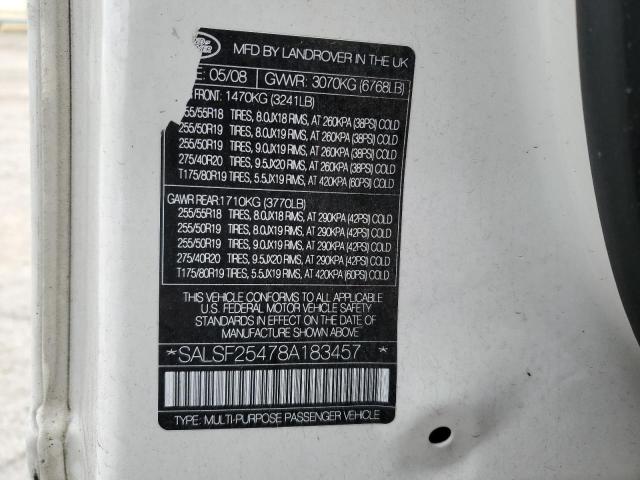 LAND ROVER
MFD BY LANDROVER IN THE UK
E: 05/08 GVWR: 3070KG (6768LB)
FRONT: 1470KG (3241LB)
255/55R18 TIRES, 8.0JX18 RIMS, AT 260KPA (38PSI) COLD
255/50R19 TIRES, 8.0JX19 RIMS, AT 260KPA (38PSI) COLD
255/50R19 TIRES, 9.0JX19 RIMS, AT 260KPA (38PSI) COLD
275/40R20 TIRES, 9.5JX20 RIMS, AT 260KPA (38PSI) COLD
T175/80R19 TIRES, 5.5JX19 RIMS, AT 420KPA (60PSI) COLD
GAWR REAR: 1710KG (3770LB)
255/55R18 TIRES, 8.0JX18 RIMS, AT 290KPA (42PSI) COLD
255/50R19 TIRES, 8.0JX19 RIMS, AT 290KPA (42PSI) COLD
255/50R19 TIRES, 9.0JX19 RIMS, AT 290KPA (42PSI) COLD
275/40R20 TIRES, 9.5JX20 RIMS, AT 290KPA (42PSI) COLD
T175/80R19 TIRES, 5.5JX19 RIMS, AT 420KPA (60PSI) COLD
THIS VEHICLE CONFORMS TO ALL APPLICABLE
U.S. FEDERAL MOTOR VEHICLE SAFETY
STANDARDS IN EFFECT ON THE DATE OF
MANUFACTURE SHOWN ABOVE
*SALSF25478A183457*
TYPE: MULTI-PURPOSE PASSENGER VEHICLE